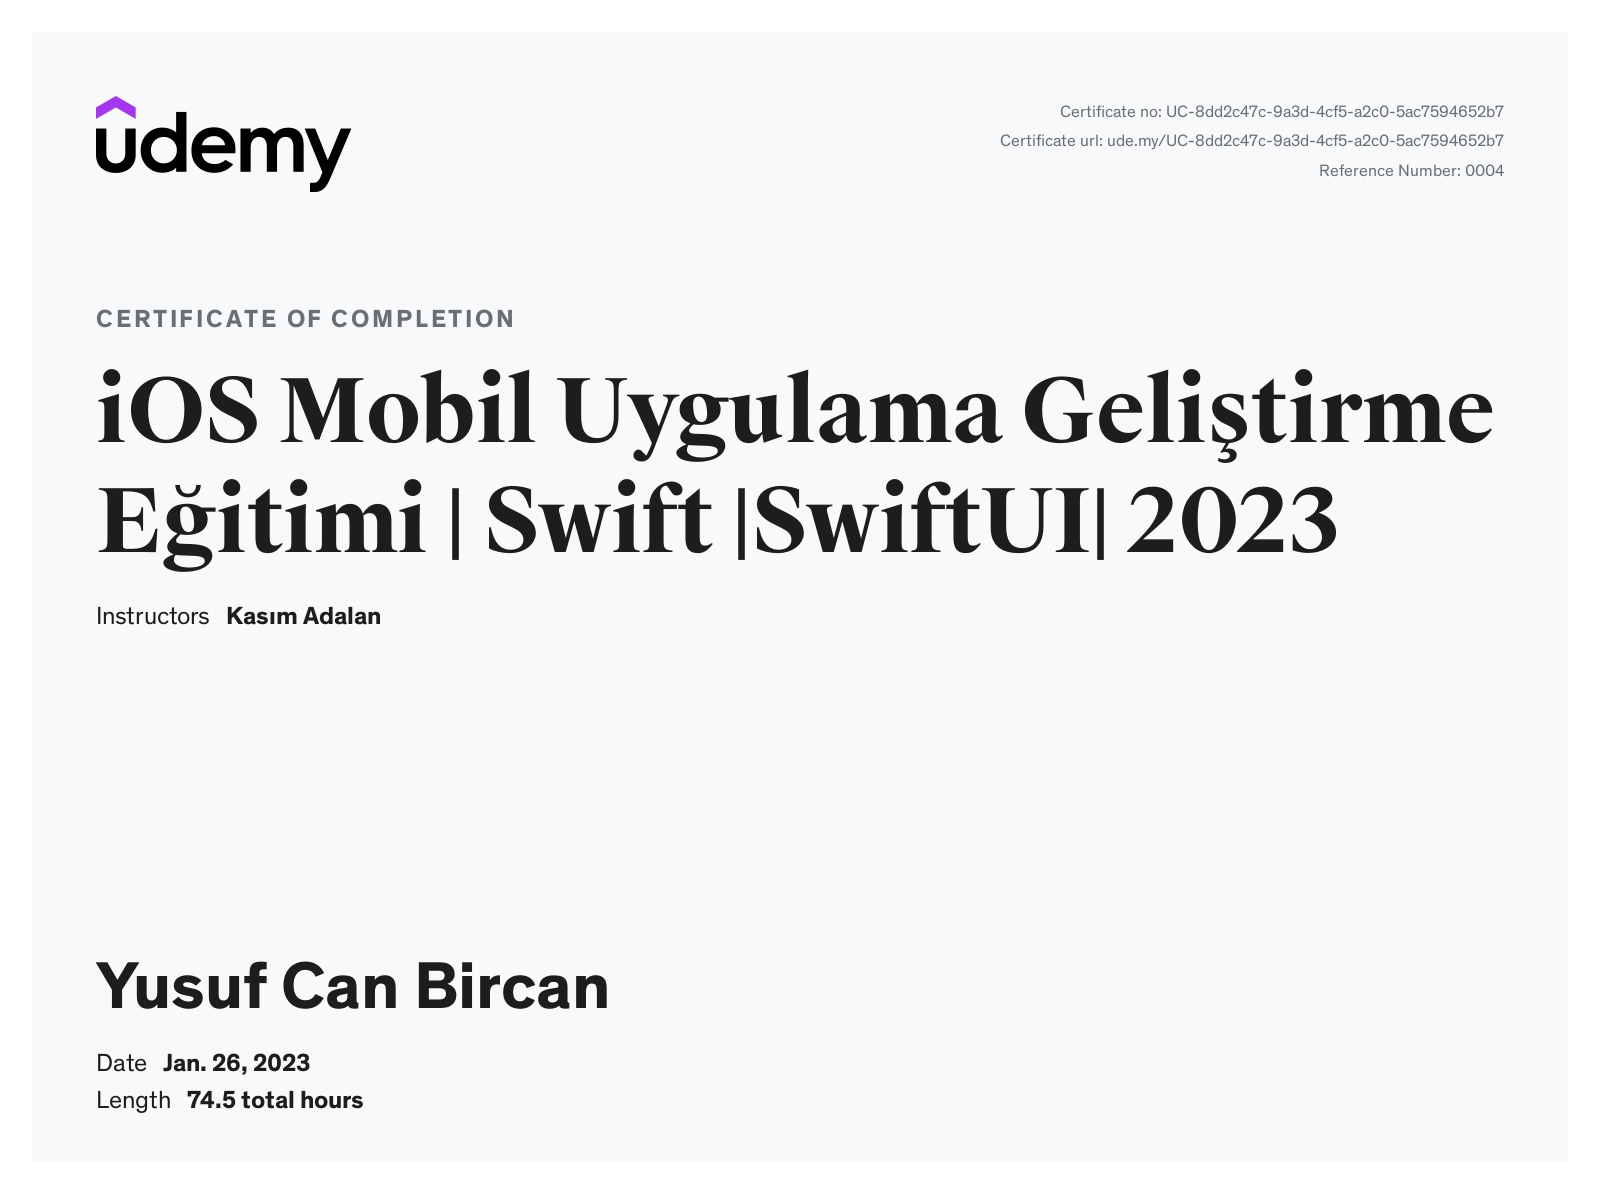 udemy
Certificate no: UC-8dd2c47c-9a3d-4cf5-a2c0-5ac7594652b7
Certificate url: ude.my/UC-8dd2c47c-9a3d-4cf5-a2c0-5ac7594652b7
Reference Number: 0004
CERTIFICATE OF COMPLETION
iOS Mobil Uygulama Geliştirme
Eğitimi | Swift |SwiftUI| 2023
Instructors Kasım Adalan
Yusuf Can Bircan
Date Jan. 26, 2023
Length 74.5 total hours